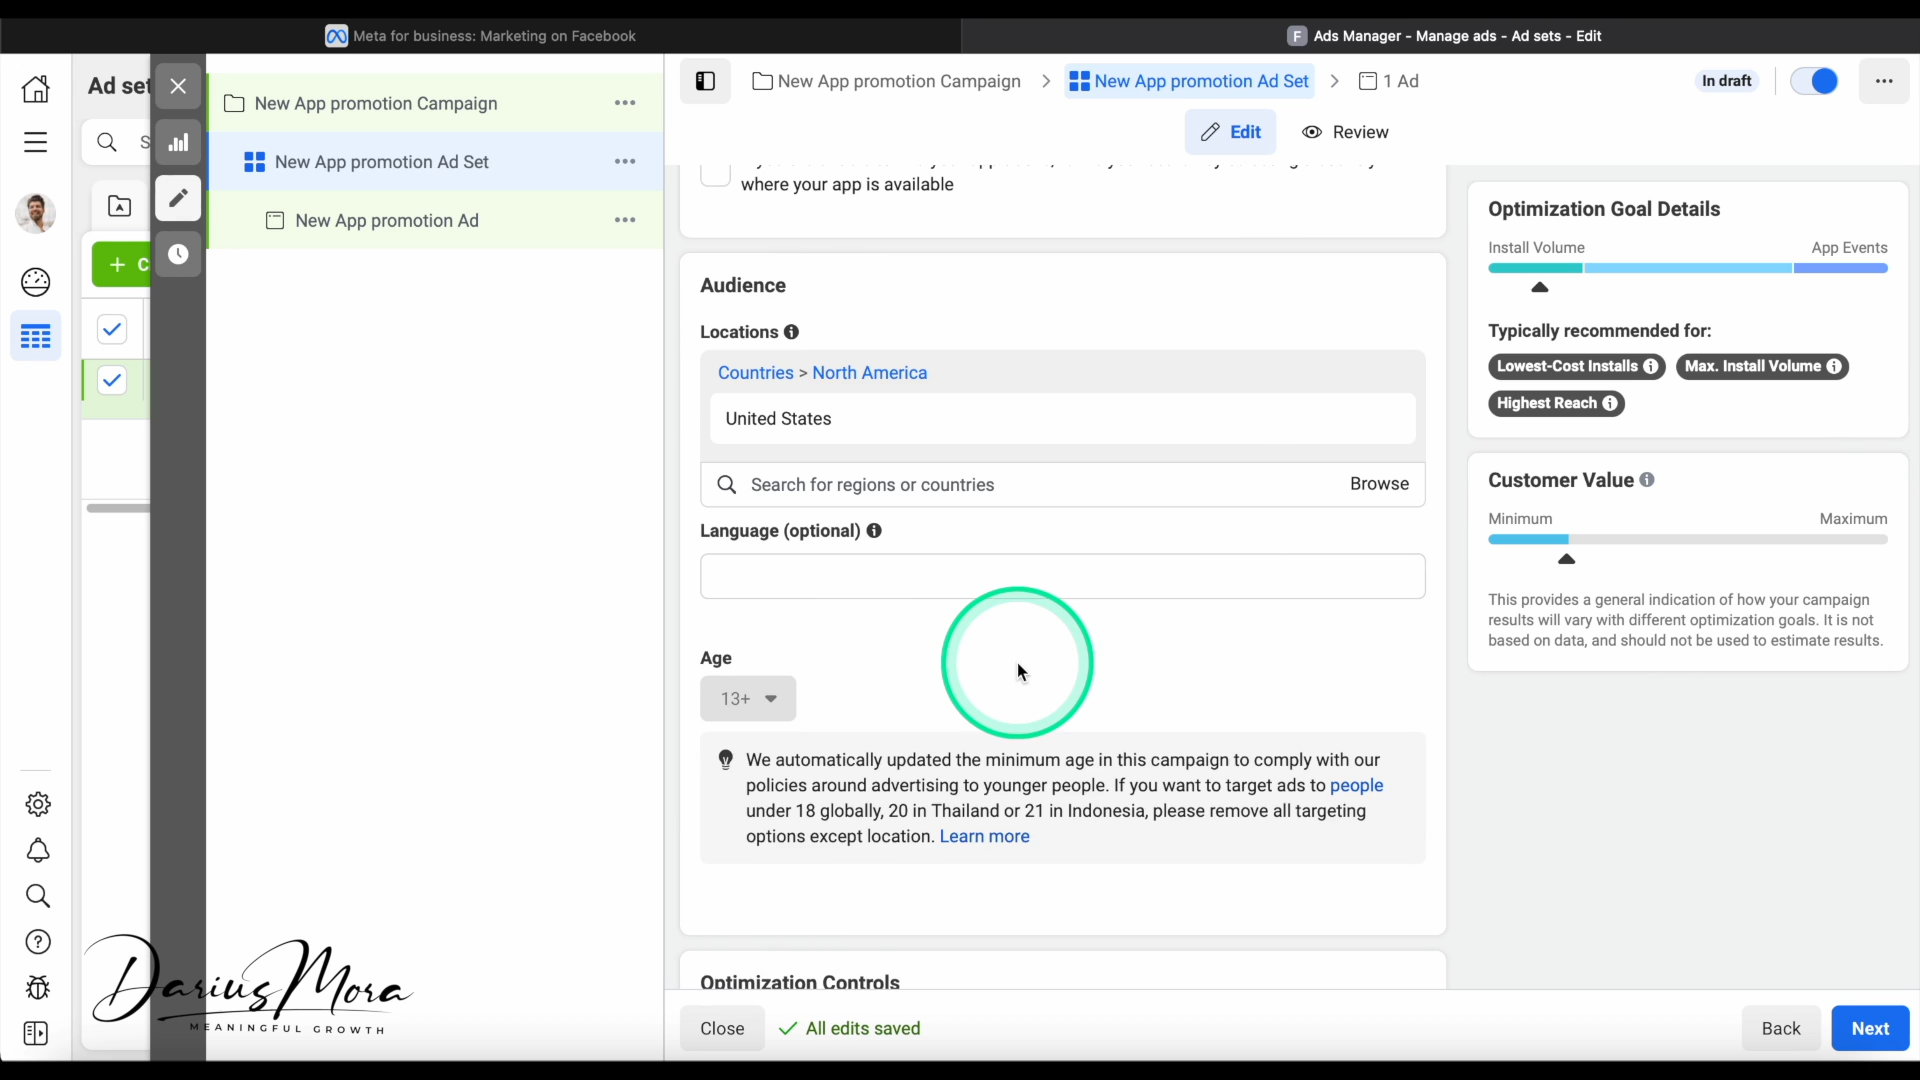 Meta for business: Marketing on Facebook
F Ads Manager - Manage ads - Ad sets - Edit
Ad set
New App promotion Campaign
New App promotion Ad Set
New App promotion Ad
New App promotion Campaign > New App promotion Ad Set > 1 Ad
In draft
Edit
Review
where your app is available
Audience
Locations
Countries > North America
United States
Search for regions or countries
Browse
Language (optional)
Age
13+
We automatically updated the minimum age in this campaign to comply with our
policies around advertising to younger people. If you want to target ads to people
under 18 globally, 20 in Thailand or 21 in Indonesia, please remove all targeting
options except location. Learn more
Optimization Controls
Close
All edits saved
Back
Next
Optimization Goal Details
Install Volume
App Events
Typically recommended for:
Lowest-Cost Installs
Max. Install Volume
Highest Reach
Customer Value
Minimum
Maximum
This provides a general indication of how your campaign
results will vary with different optimization goals. It is not
based on data, and should not be used to estimate results.
Darius Mora
MEANINGFUL GROWTH